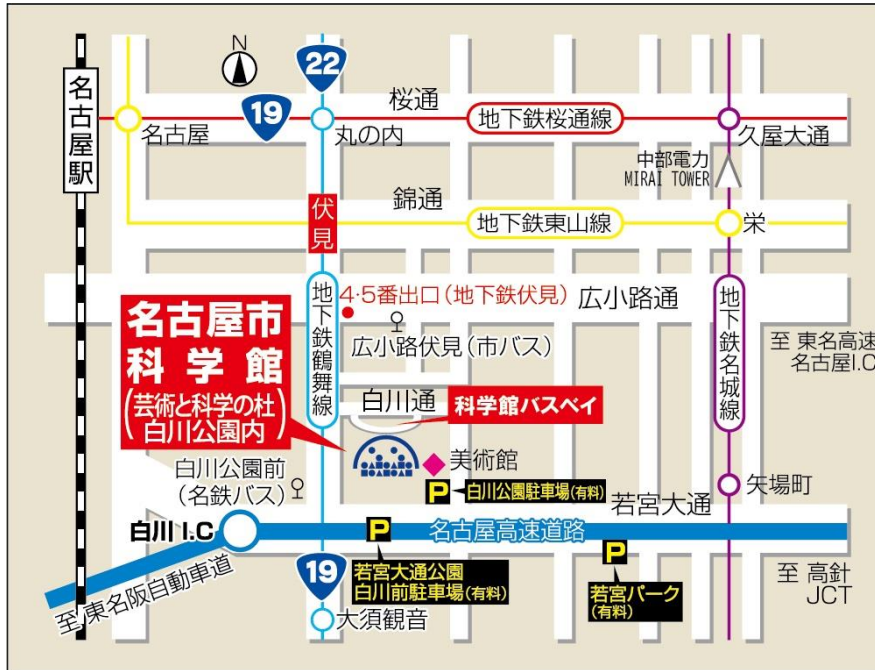 N
22
19
桜通
地下鉄桜通線
名古屋駅
名古屋
丸の内
久屋大通
中部電力
MIRAI TOWER
錦通
伏見
地下鉄東山線
栄
4・5番出口(地下鉄伏見)
広小路通
地下鉄鶴舞線
地下鉄名城線
名古屋市
科学館
(芸術と科学の杜
白川公園内)
広小路伏見(市バス)
至 東名高速
名古屋I.C
白川通
科学館バスベイ
美術館
白川公園前
(名鉄バス)
P
白川公園駐車場(有料)
若宮大通
矢場町
白川 I.C
P
名古屋高速道路
P
至 東名阪自動車道
19
若宮大通公園
白川前駐車場(有料)
若宮パーク
(有料)
至 高針
JCT
大須観音